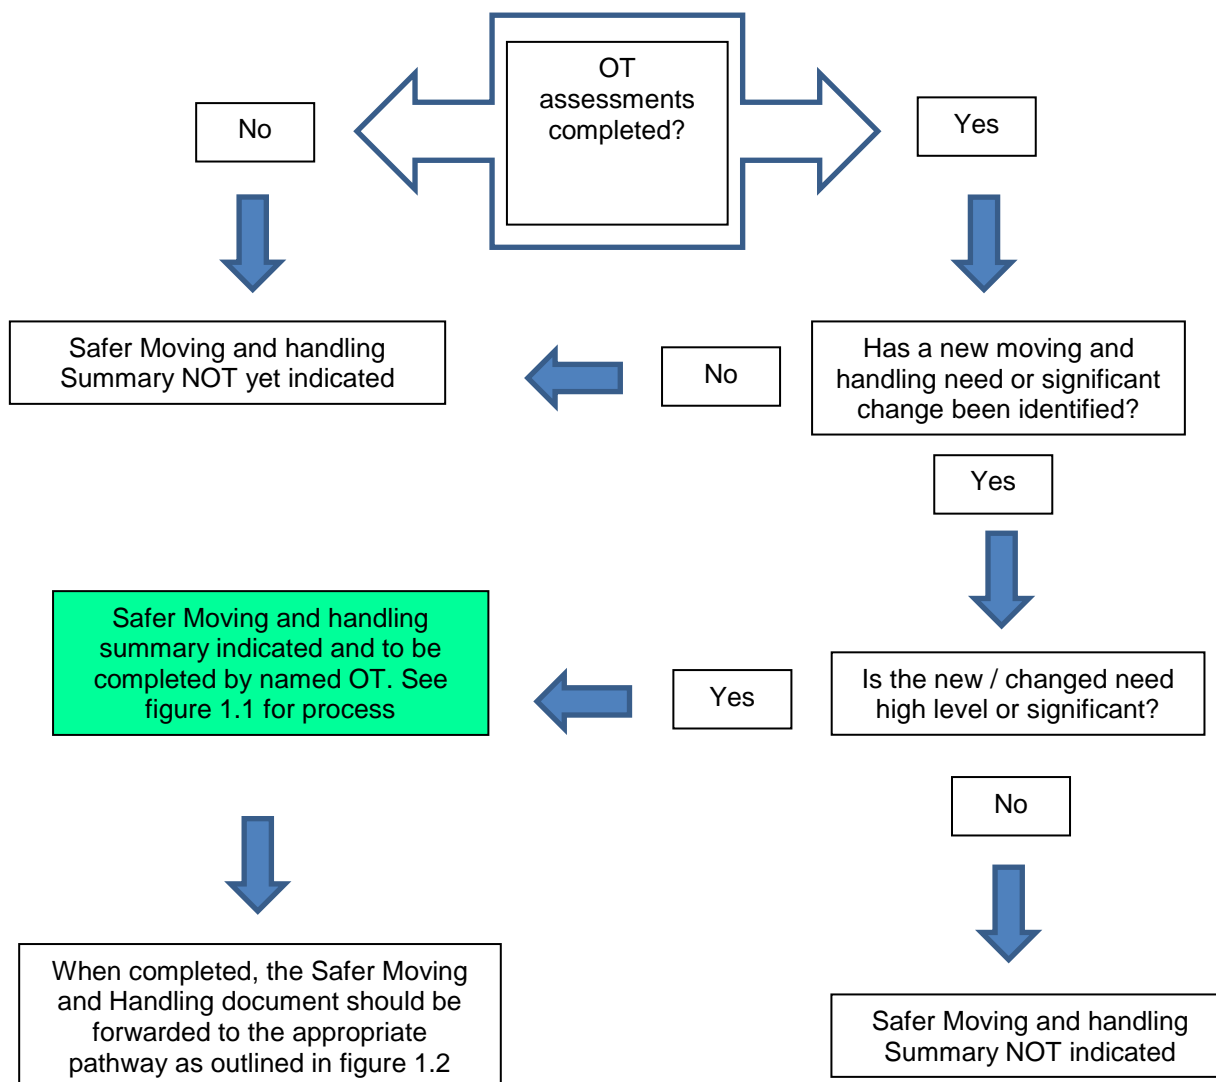 OT
assessments
completed?
No
Yes
Safer Moving and handling
Summary NOT yet indicated
No
Has a new moving and
handling need or significant
change been identified?
Yes
Safer Moving and handling
summary indicated and to be
completed by named OT. See
figure 1.1 for process
Yes
Is the new / changed need
high level or significant?
No
When completed, the Safer Moving
and Handling document should be
forwarded to the appropriate
pathway as outlined in figure 1.2
Safer Moving and handling
Summary NOT indicated